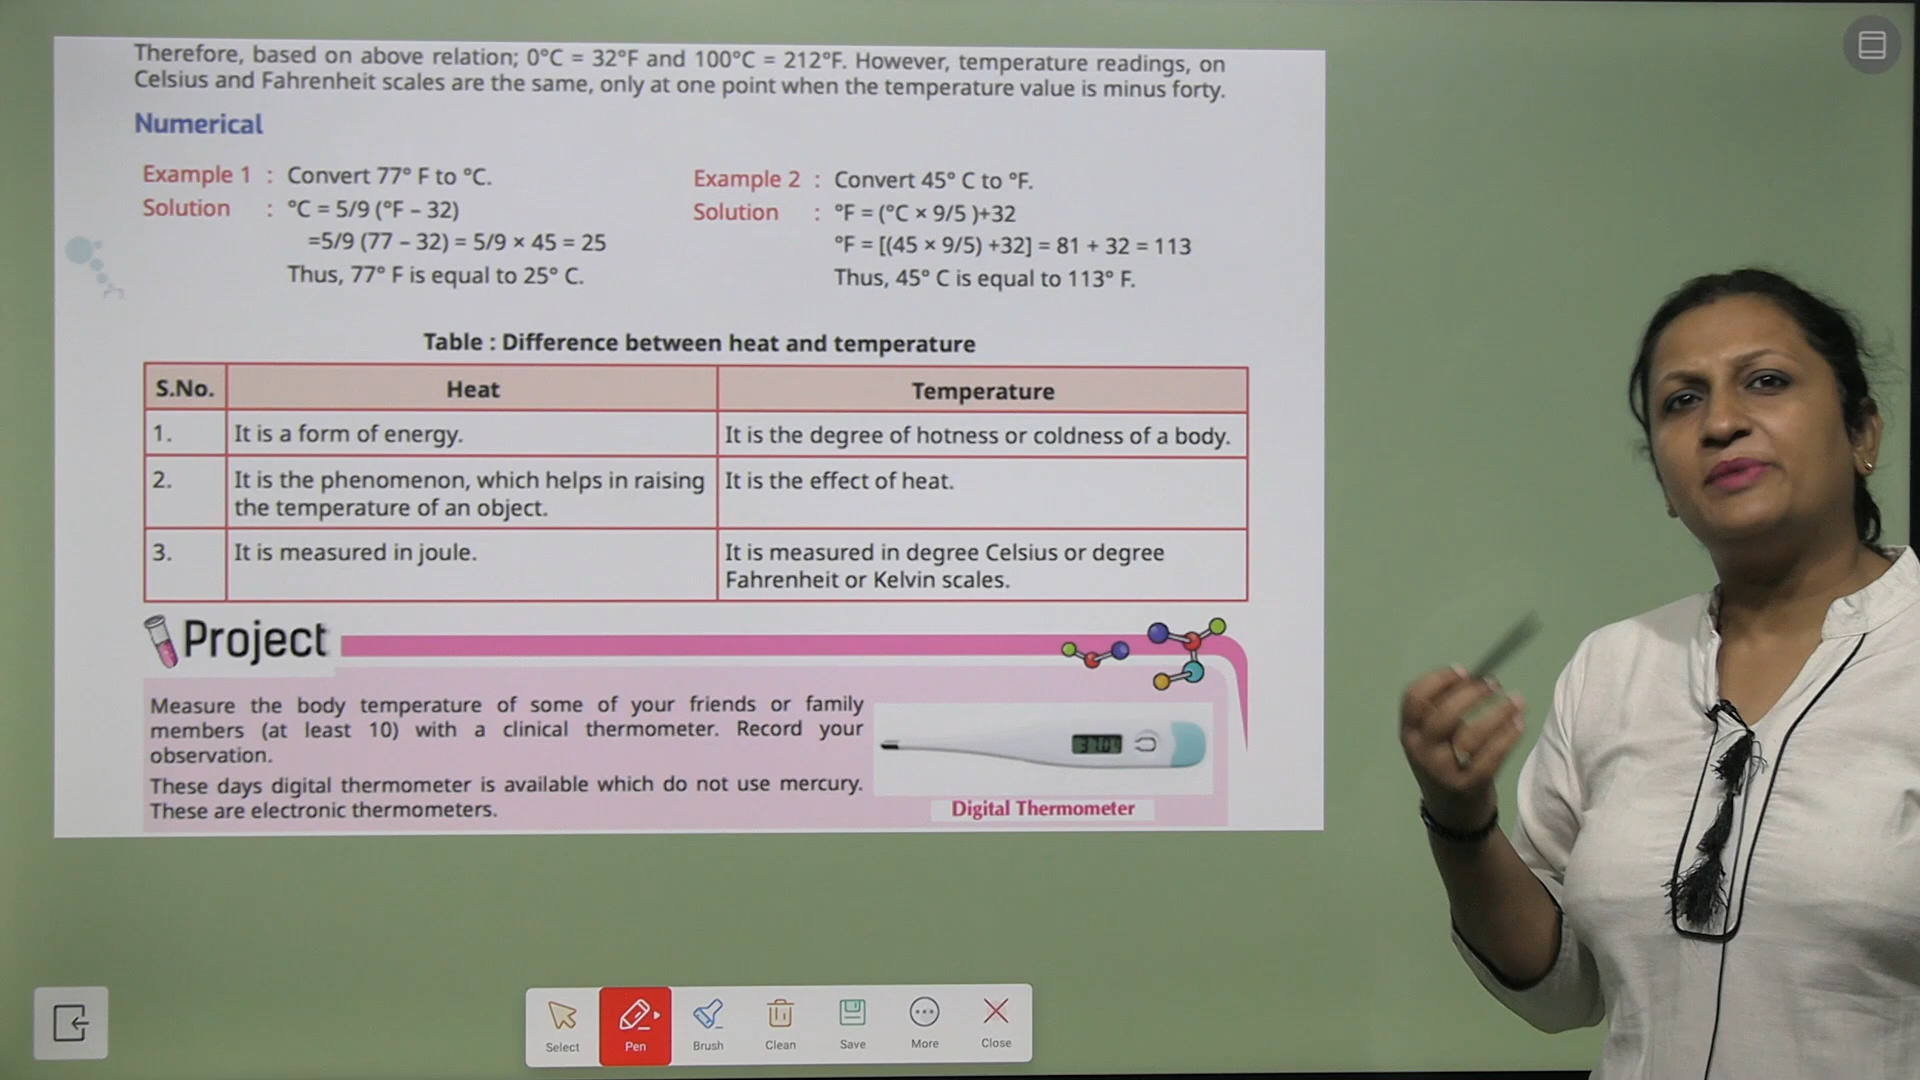 Therefore, based on above relation; 0°C = 32°F and 100°C = 212°F. However, temperature readings, on
Celsius and Fahrenheit scales are the same, only at one point when the temperature value is minus forty.
Numerical
Example 1 : Convert 77° F to °C.
Solution : °C = 5/9 (°F – 32)
=5/9 (77 – 32) = 5/9 × 45 = 25
Thus, 77° F is equal to 25° C.
Example 2 : Convert 45° C to °F.
Solution : °F = (°C × 9/5 )+32
°F = [(45 × 9/5) +32] = 81 + 32 = 113
Thus, 45° C is equal to 113° F.
Table : Difference between heat and temperature
S.No. Heat Temperature
1. It is a form of energy. It is the degree of hotness or coldness of a body.
2. It is the phenomenon, which helps in raising It is the effect of heat.
the temperature of an object.
3. It is measured in joule. It is measured in degree Celsius or degree
Fahrenheit or Kelvin scales.
Project
Measure the body temperature of some of your friends or family
members (at least 10) with a clinical thermometer. Record your
observation.
These days digital thermometer is available which do not use mercury.
These are electronic thermometers.
Digital Thermometer
Select Pen Brush Clean Save More Close